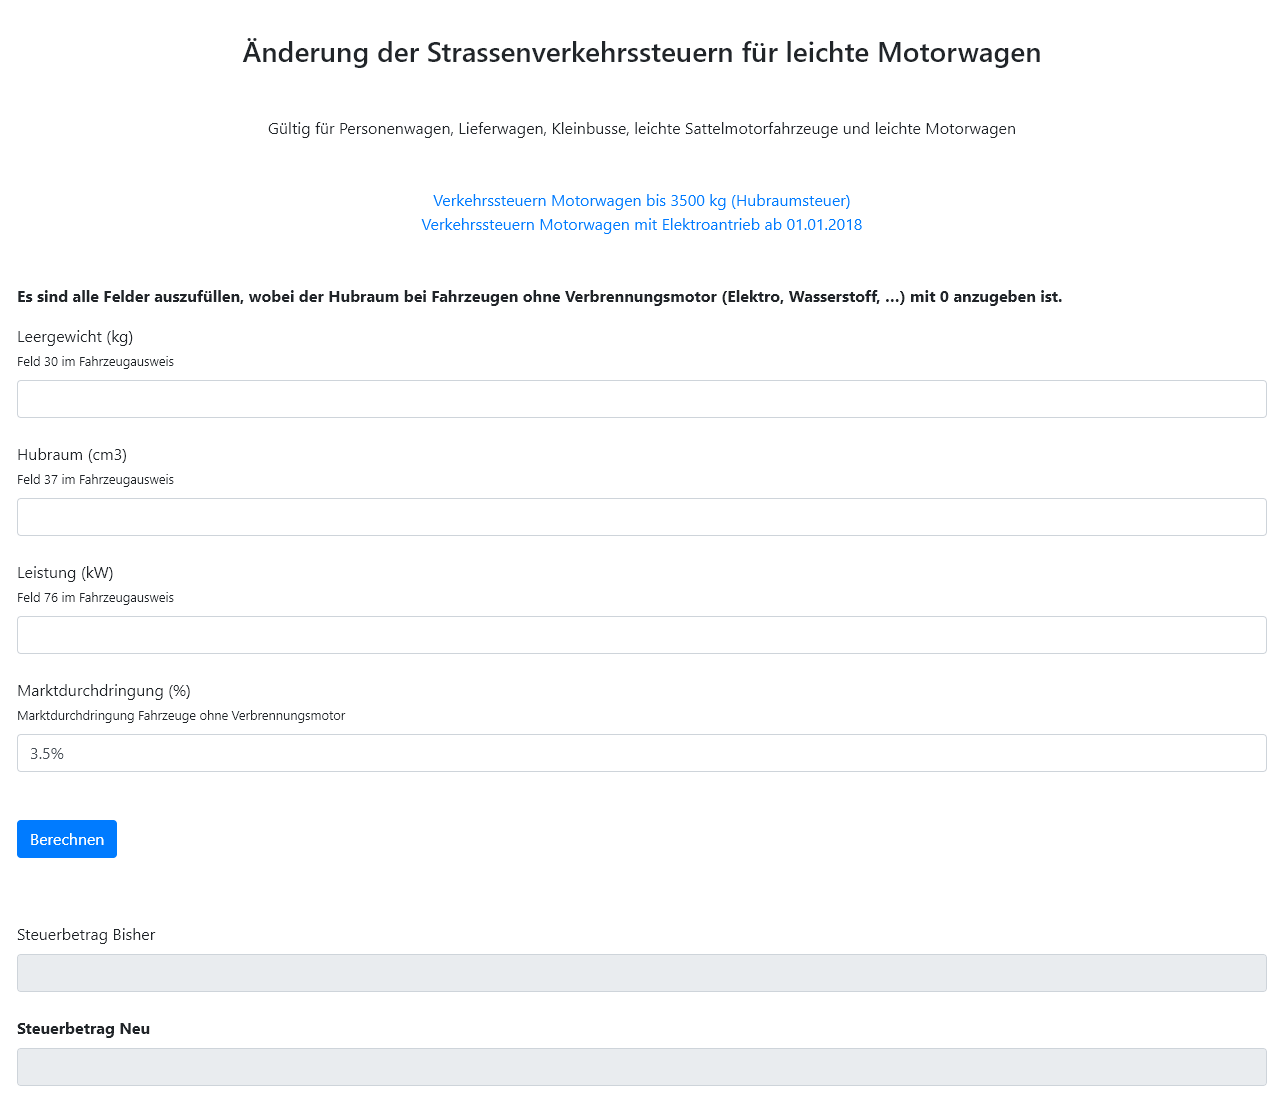 Änderung der Strassenverkehrssteuern für leichte Motorwagen
Gültig für Personenwagen, Lieferwagen, Kleinbusse, leichte Sattelmotorfahrzeuge und leichte Motorwagen
Verkehrssteuern Motorwagen bis 3500 kg (Hubraumsteuer)
Verkehrssteuern Motorwagen mit Elektroantrieb ab 01.01.2018
Es sind alle Felder auszufüllen, wobei der Hubraum bei Fahrzeugen ohne Verbrennungsmotor (Elektro, Wasserstoff, ...) mit 0 anzugeben ist.
Leergewicht (kg)
Feld 30 im Fahrzeugausweis
Hubraum (cm3)
Feld 37 im Fahrzeugausweis
Leistung (kW)
Feld 76 im Fahrzeugausweis
Marktdurchdringung (%)
Marktdurchdringung Fahrzeuge ohne Verbrennungsmotor
3.5%
Berechnen
Steuerbetrag Bisher
Steuerbetrag Neu